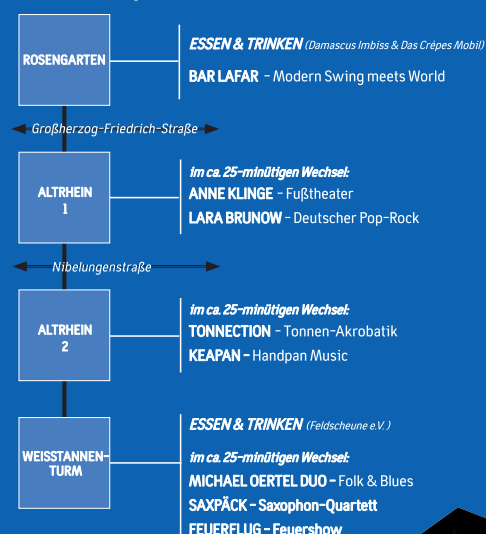 ROSENGARTEN
ESSEN & TRINKEN (Damascus Imbiss & Das Crêpes Mobil)
BAR LAFAR - Modern Swing meets World
Großherzog-Friedrich-Straße
ALTRHEIN
1
im ca. 25-minütigen Wechsel:
ANNE KLINGE - Fußtheater
LARA BRUNOW - Deutscher Pop-Rock
Nibelungenstraße
ALTRHEIN
2
im ca. 25-minütigen Wechsel:
TONNECTION - Tonnen-Akrobatik
KEAPAN - Handpan Music
WEISSTANNEN-
TURM
ESSEN & TRINKEN (Feldscheune e.V.)
im ca. 25-minütigen Wechsel:
MICHAEL OERTEL DUO - Folk & Blues
SAXPÄCK - Saxophon-Quartett
FEUERFLUG - Feuershow